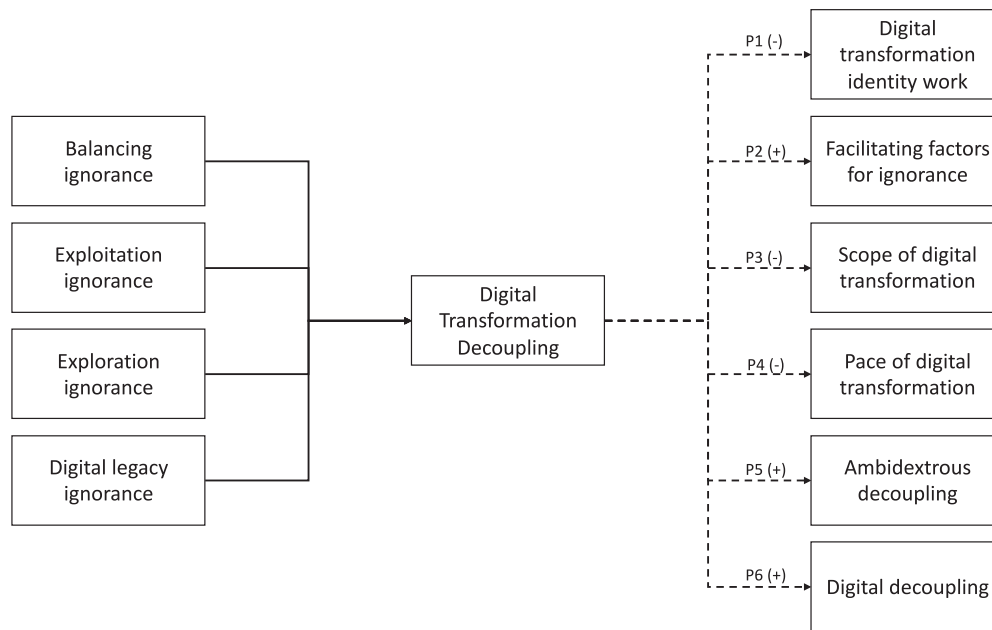 Balancing
ignorance
Exploitation
ignorance
Exploration
ignorance
Digital legacy
ignorance
Digital
Transformation
Decoupling
P1 (-)
Digital
transformation
identity work
P2 (+)
Facilitating factors
for ignorance
P3 (-)
Scope of digital
transformation
P4 (-)
Pace of digital
transformation
P5 (+)
Ambidextrous
decoupling
P6 (+)
Digital decoupling